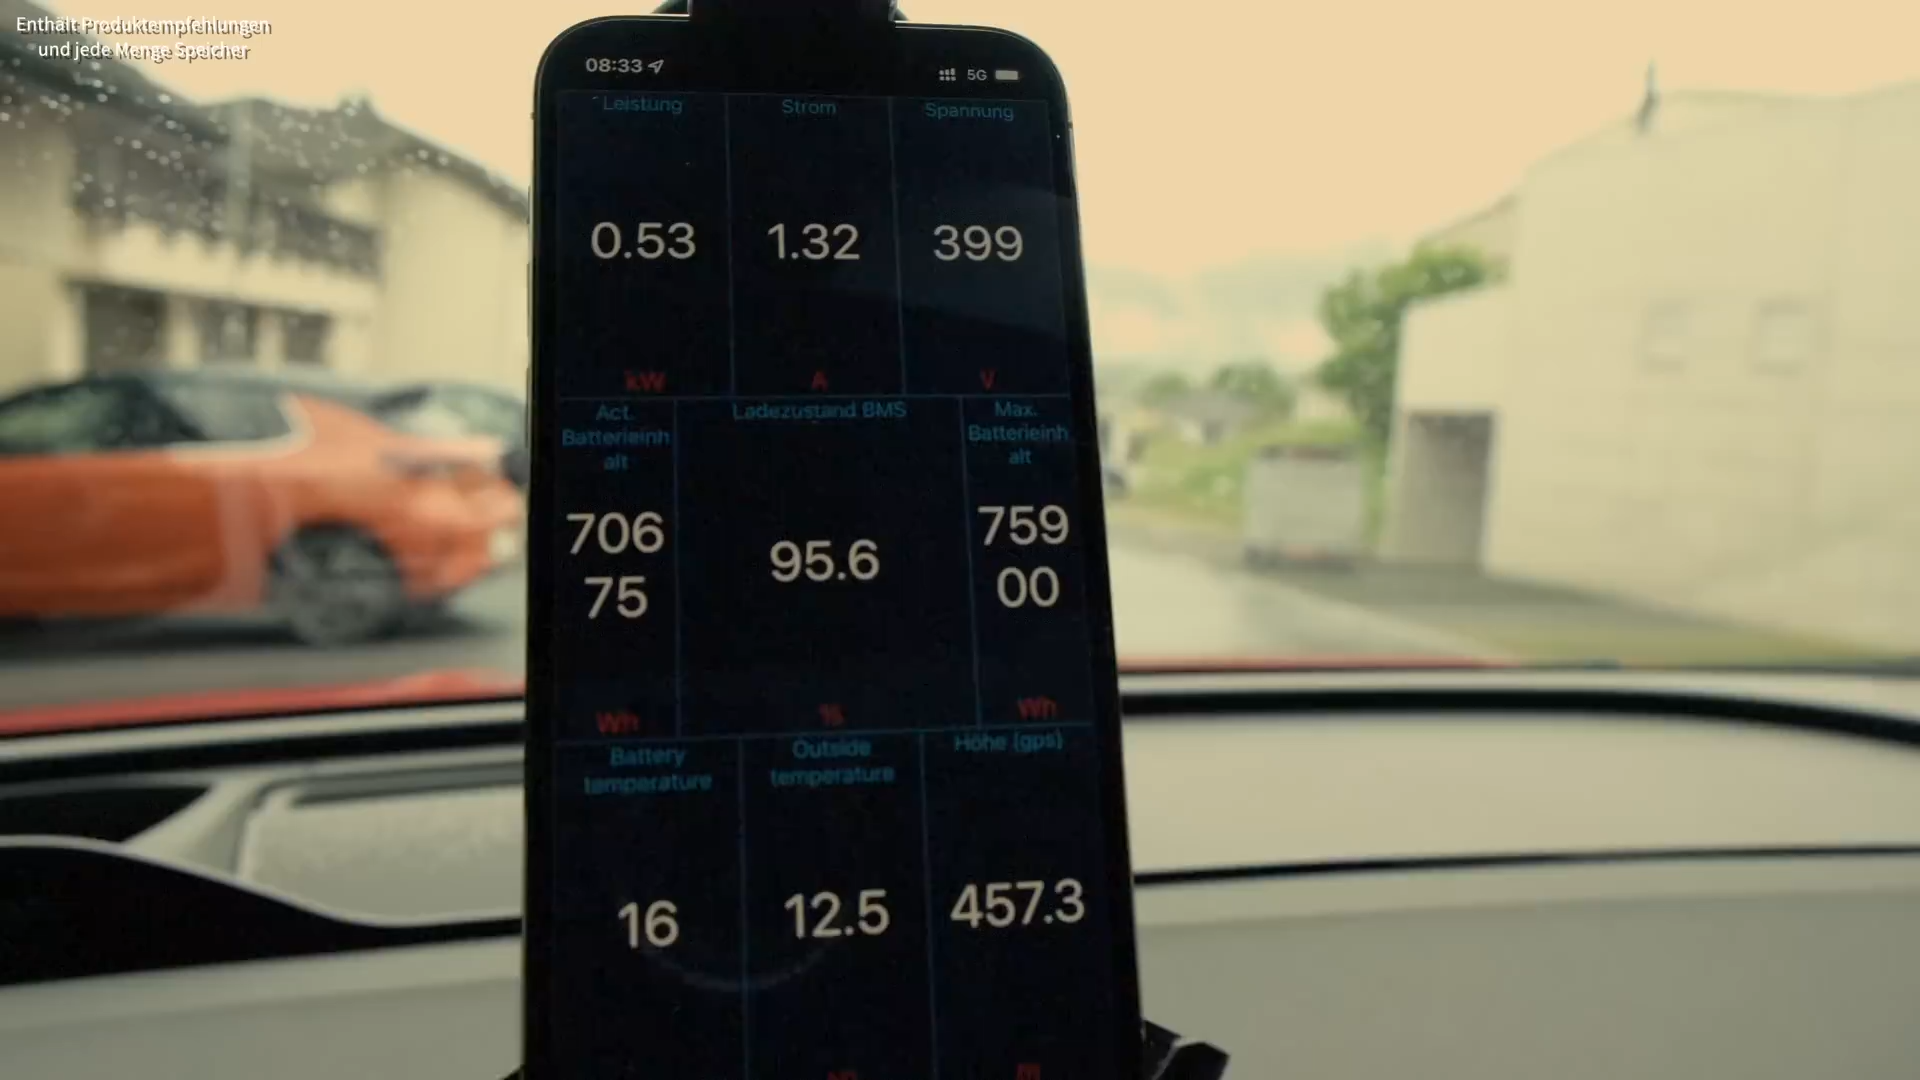 Enthält Produktempfehlungen
und jede Menge Speicher
08:33
5G
Leistung
Strom
Spannung
0.53
1.32
399
kW
A
V
Act.
Batterieinh
alt
Ladezustand BMS
Max.
Batterieinh
alt
706
75
95.6
759
00
Wh
%
Wh
Battery
temperature
Outside
temperature
Höhe (gps)
16
12.5
457.3